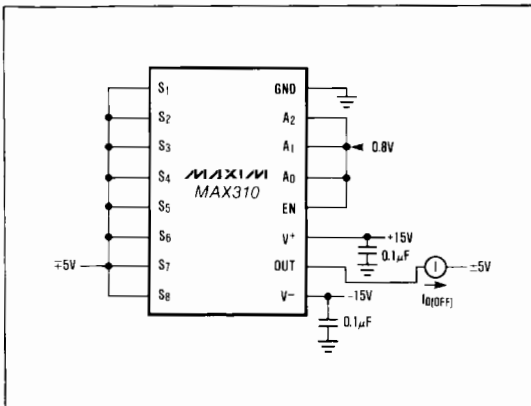 S1
S2
S3
S4
S5
S6
S7
S8
∓5V
MAXIM
MAX310
GND
A2
A1
A0
EN
V+
OUT
V−
0.8V
+15V
0.1μF
−15V
0.1μF
I
±5V
IO(OFF)